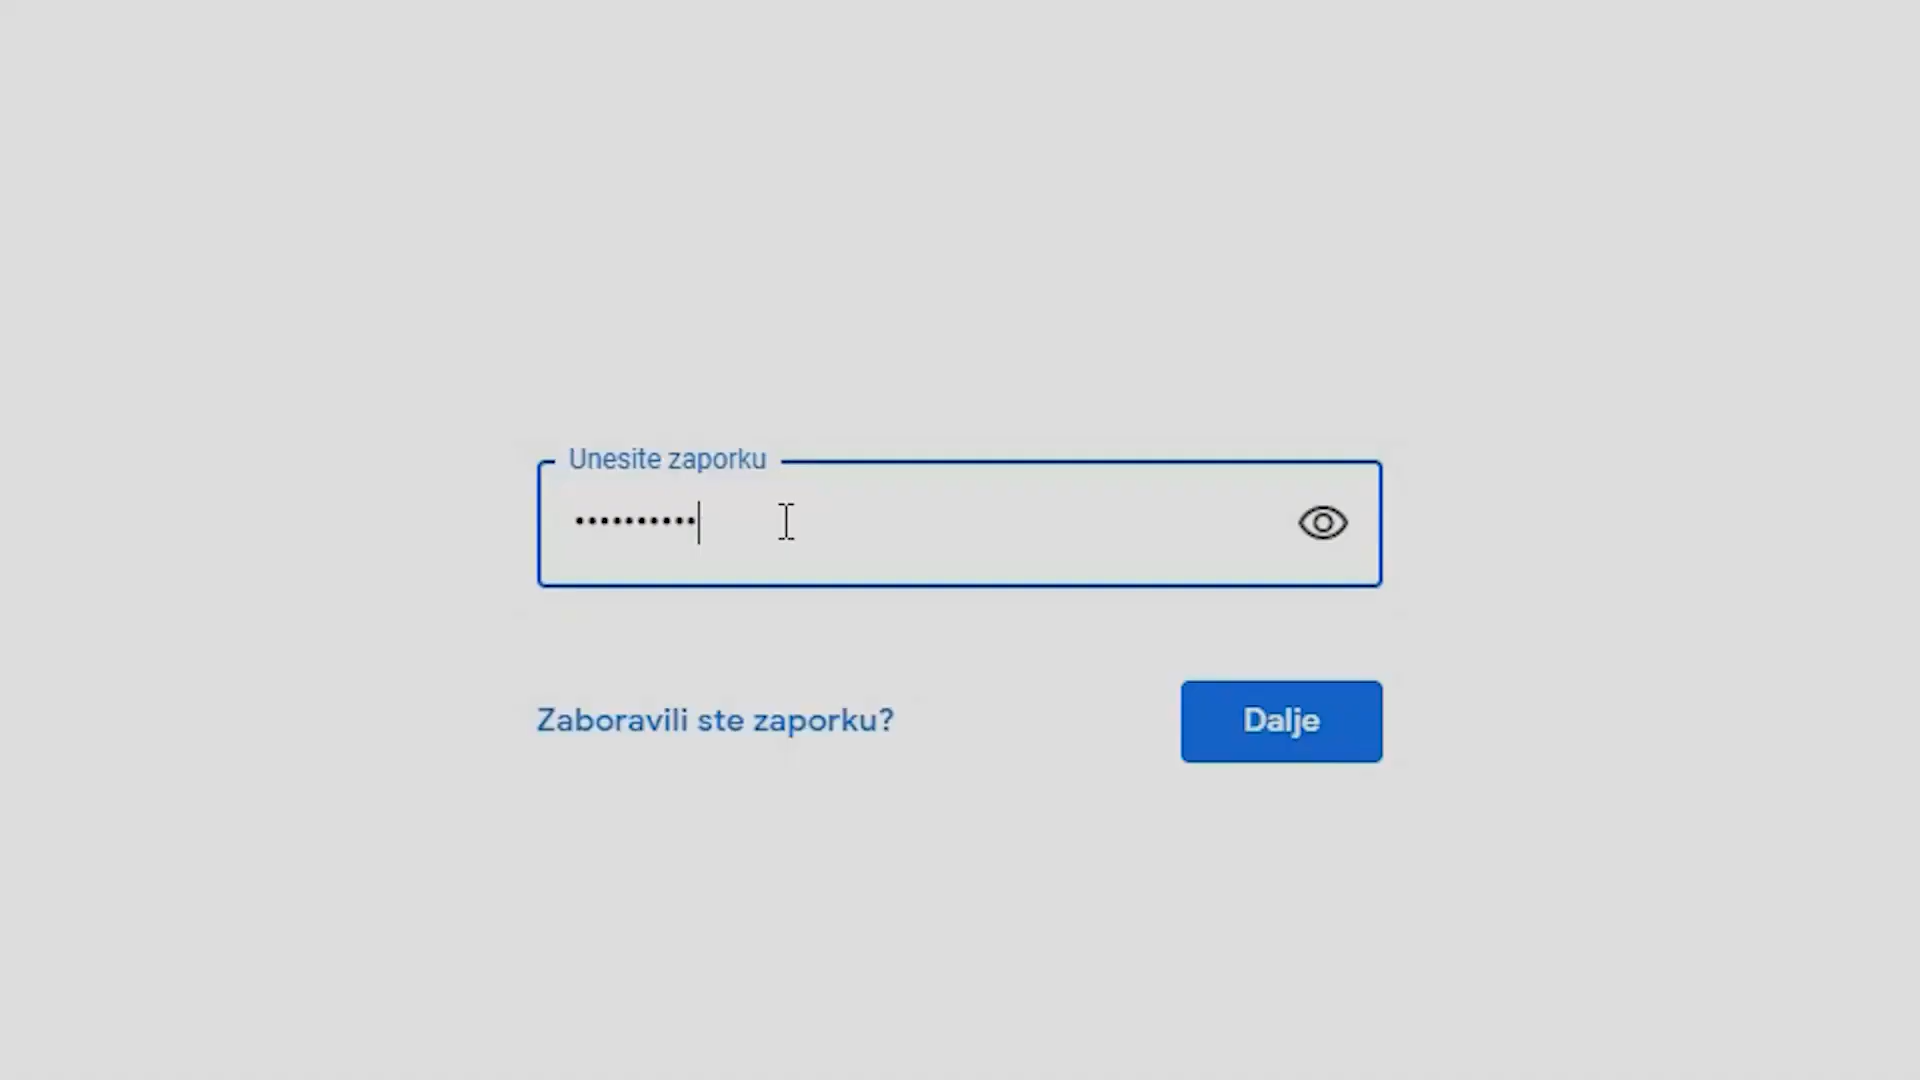 Unesite zaporku
••••••••••
Zaboravili ste zaporku?
Dalje